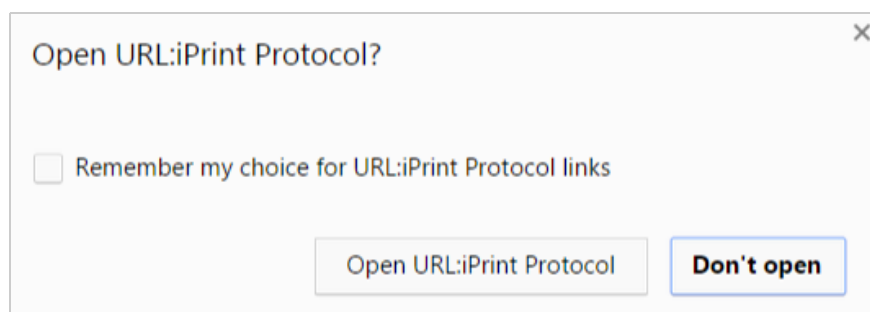 Open URL:iPrint Protocol?
Remember my choice for URL:iPrint Protocol links
Open URL:iPrint Protocol
Don't open